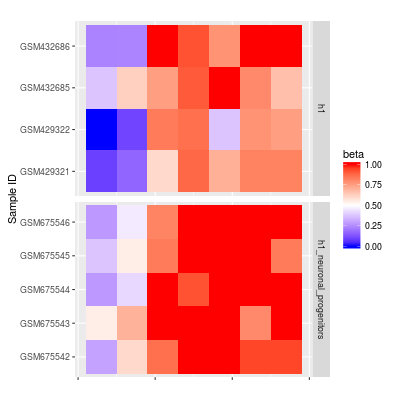 GSM432686
GSM432685
GSM429322
GSM429321
h1
Sample ID
GSM675546
GSM675545
GSM675544
GSM675543
GSM675542
h1_neuronal_progenitors
beta
1.00
0.75
0.50
0.25
0.00